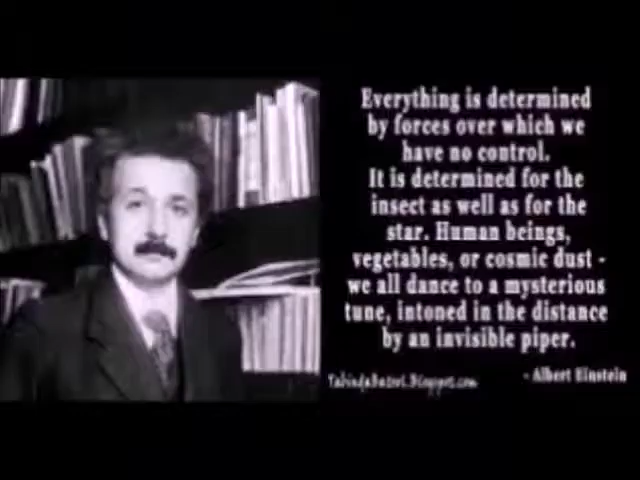 Everything is determined
by forces over which we
have no control.
It is determined for the
insect as well as for the
star. Human beings,
vegetables, or cosmic dust -
we all dance to a mysterious
tune, intoned in the distance
by an invisible piper.
- Albert Einstein